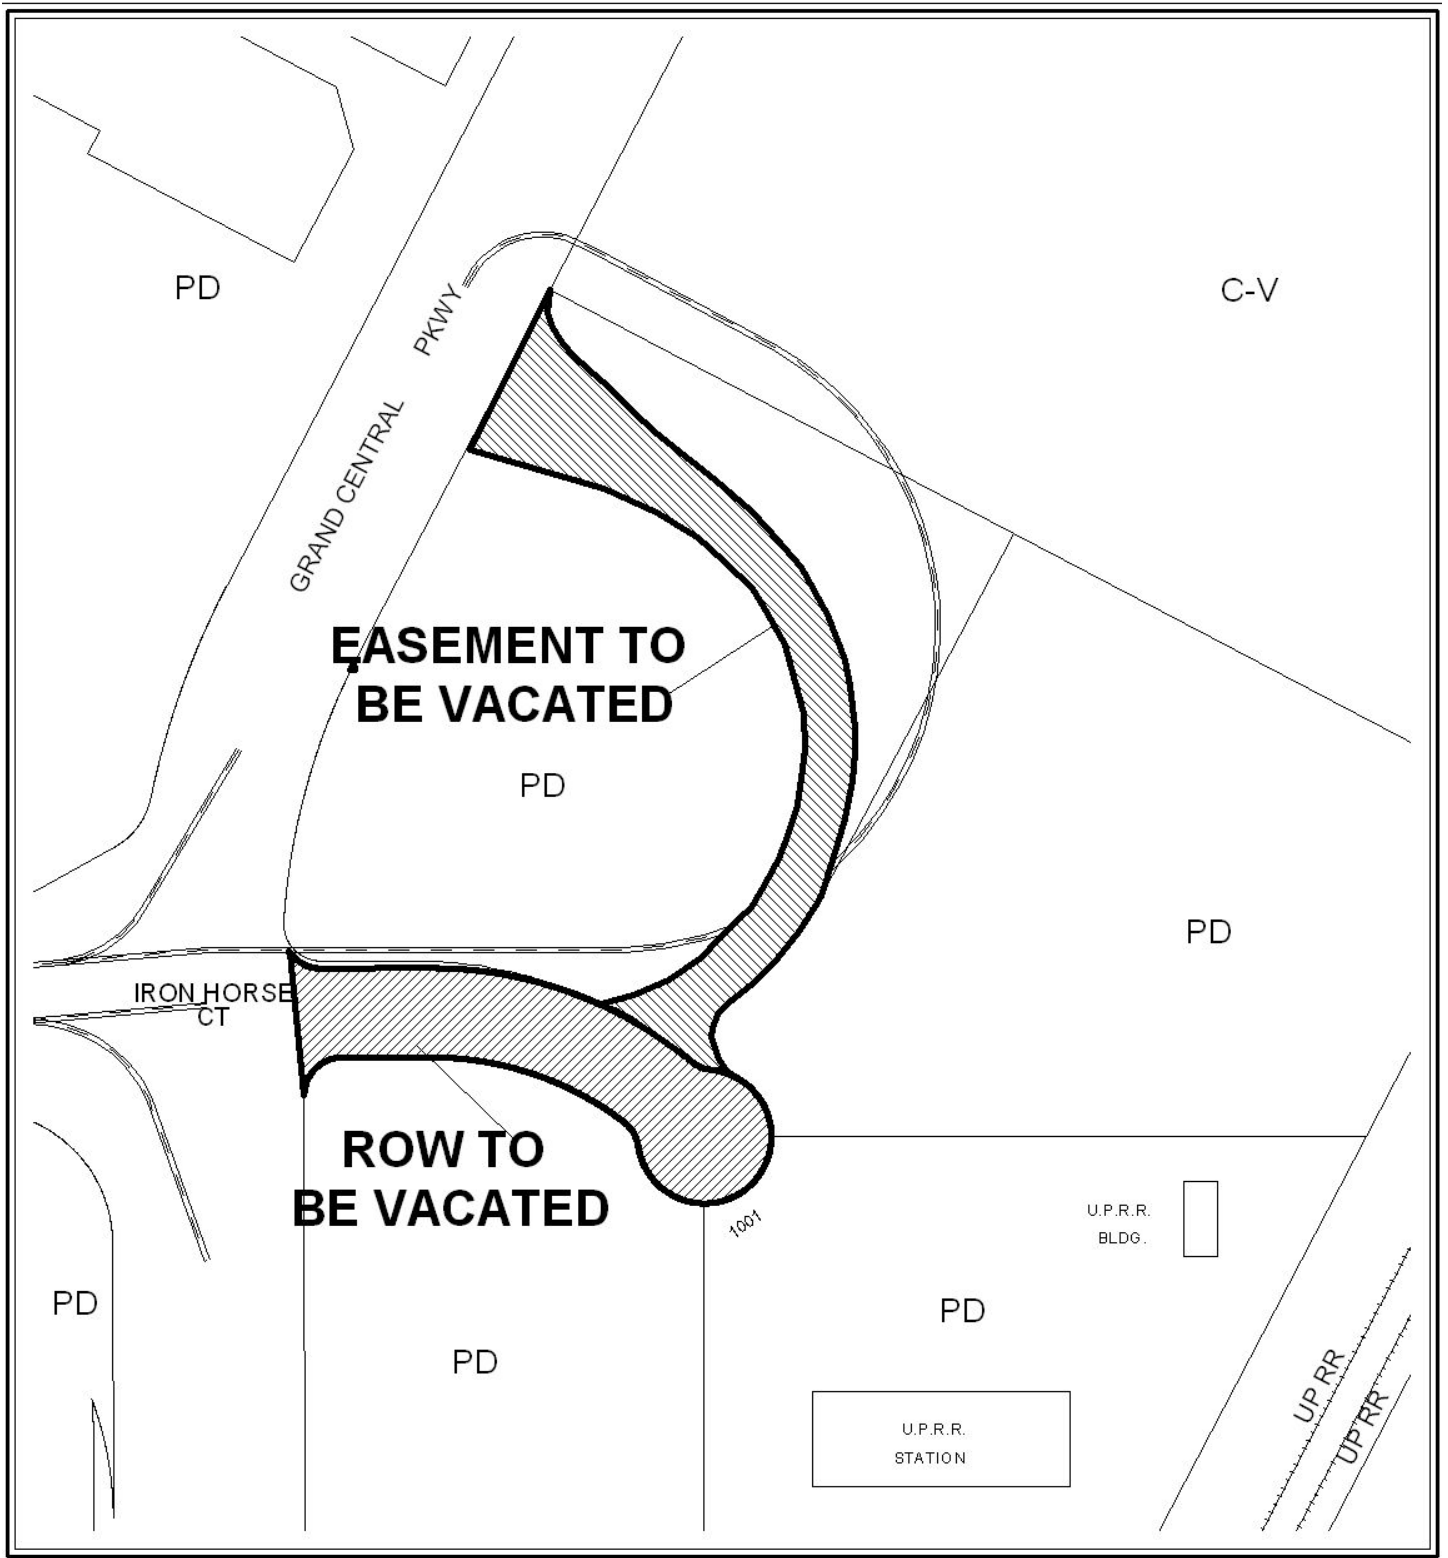 PD
C-V
PKWY
GRAND CENTRAL
EASEMENT TO
BE VACATED
PD
PD
IRON HORSE
CT
ROW TO
BE VACATED
1001
U.P.R.R.
BLDG.
PD
PD
PD
UP RR
UP RR
U.P.R.R.
STATION